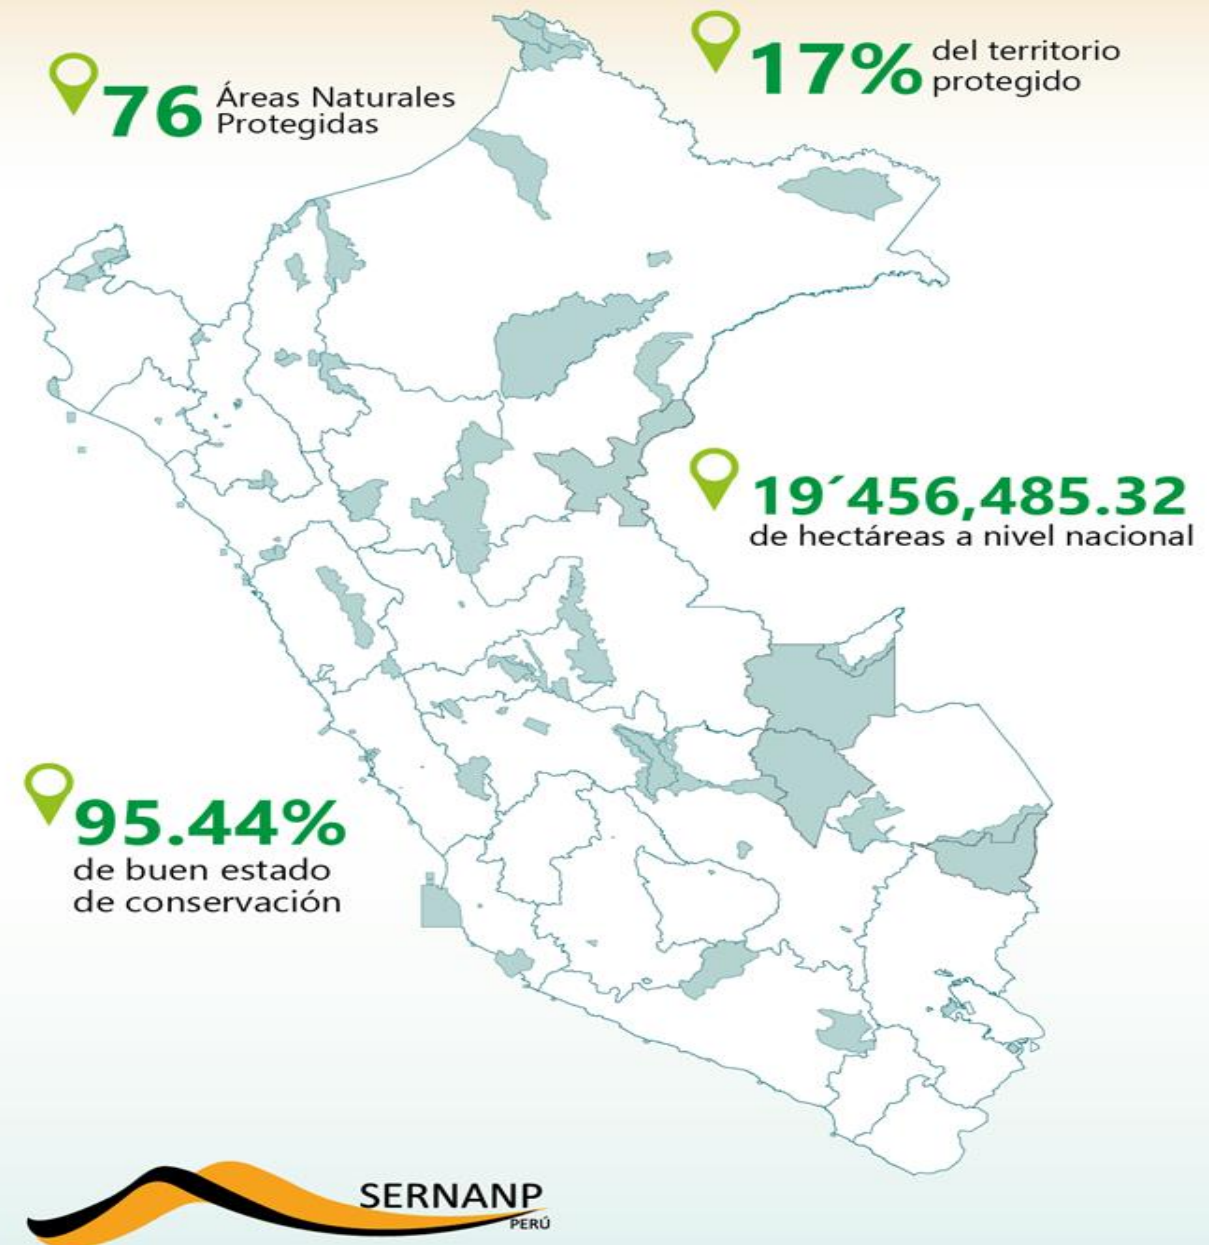 76 Áreas Naturales
Protegidas
17% del territorio
protegido
19´456,485.32
de hectáreas a nivel nacional
95.44%
de buen estado
de conservación
SERNANP
PERÚ